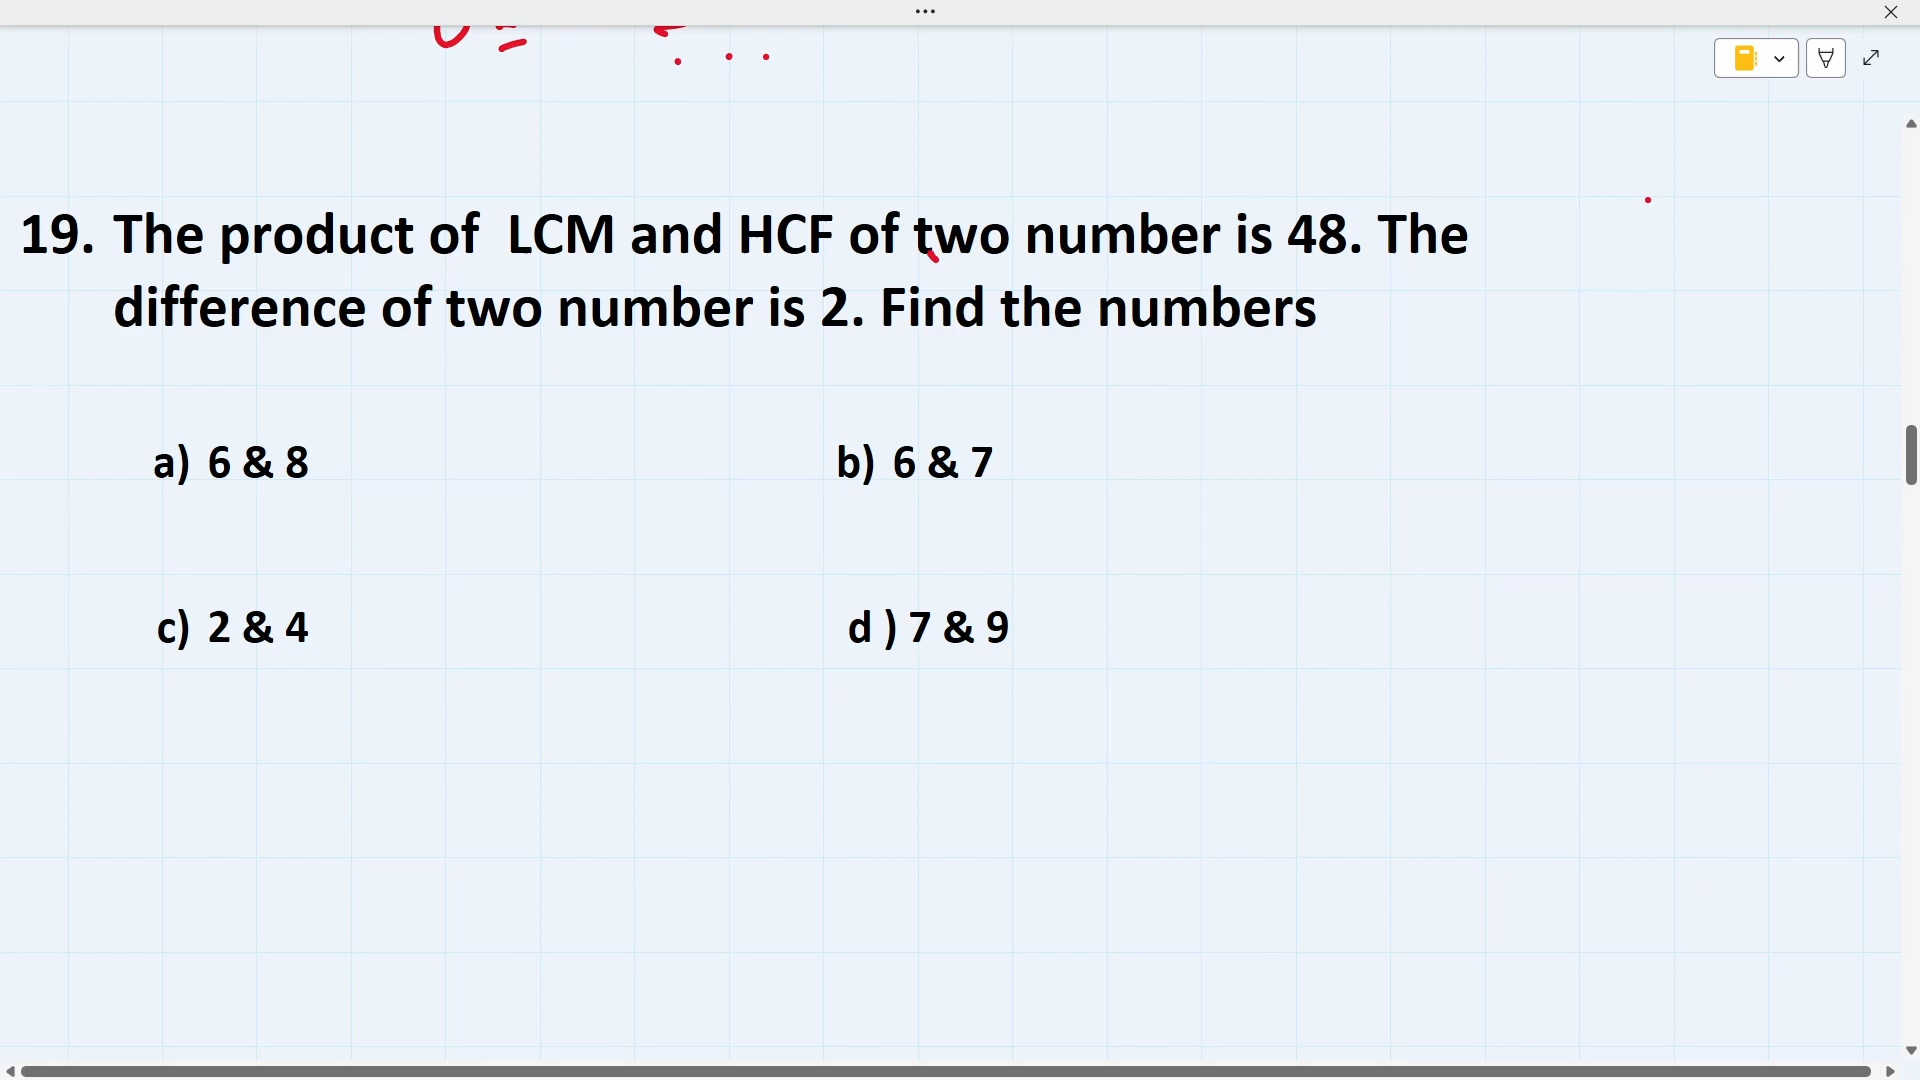 19. The product of LCM and HCF of two number is 48. The
difference of two number is 2. Find the numbers
a) 6 & 8
b) 6 & 7
c) 2 & 4
d ) 7 & 9